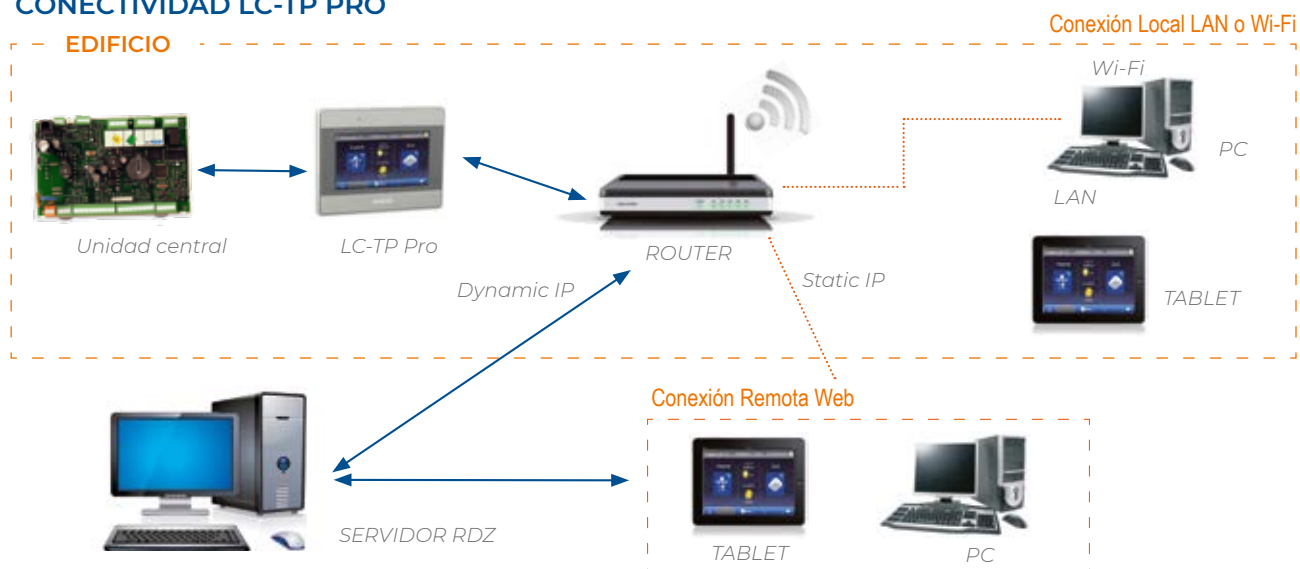 CONECTIVIDAD LC-TP PRO
Conexión Local LAN o Wi-Fi
EDIFICIO
Wi-Fi
PC
LAN
Unidad central
LC-TP Pro
ROUTER
Dynamic IP
Static IP
TABLET
Conexión Remota Web
SERVIDOR RDZ
TABLET
PC